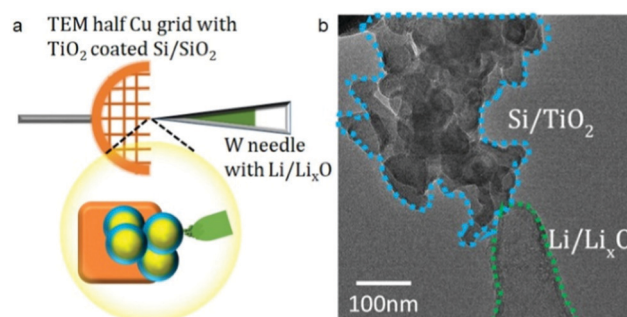 a
TEM half Cu grid with
TiO₂ coated Si/SiO₂
W needle
with Li/LiₓO
b
Si/TiO₂
Li/LiₓO
100nm